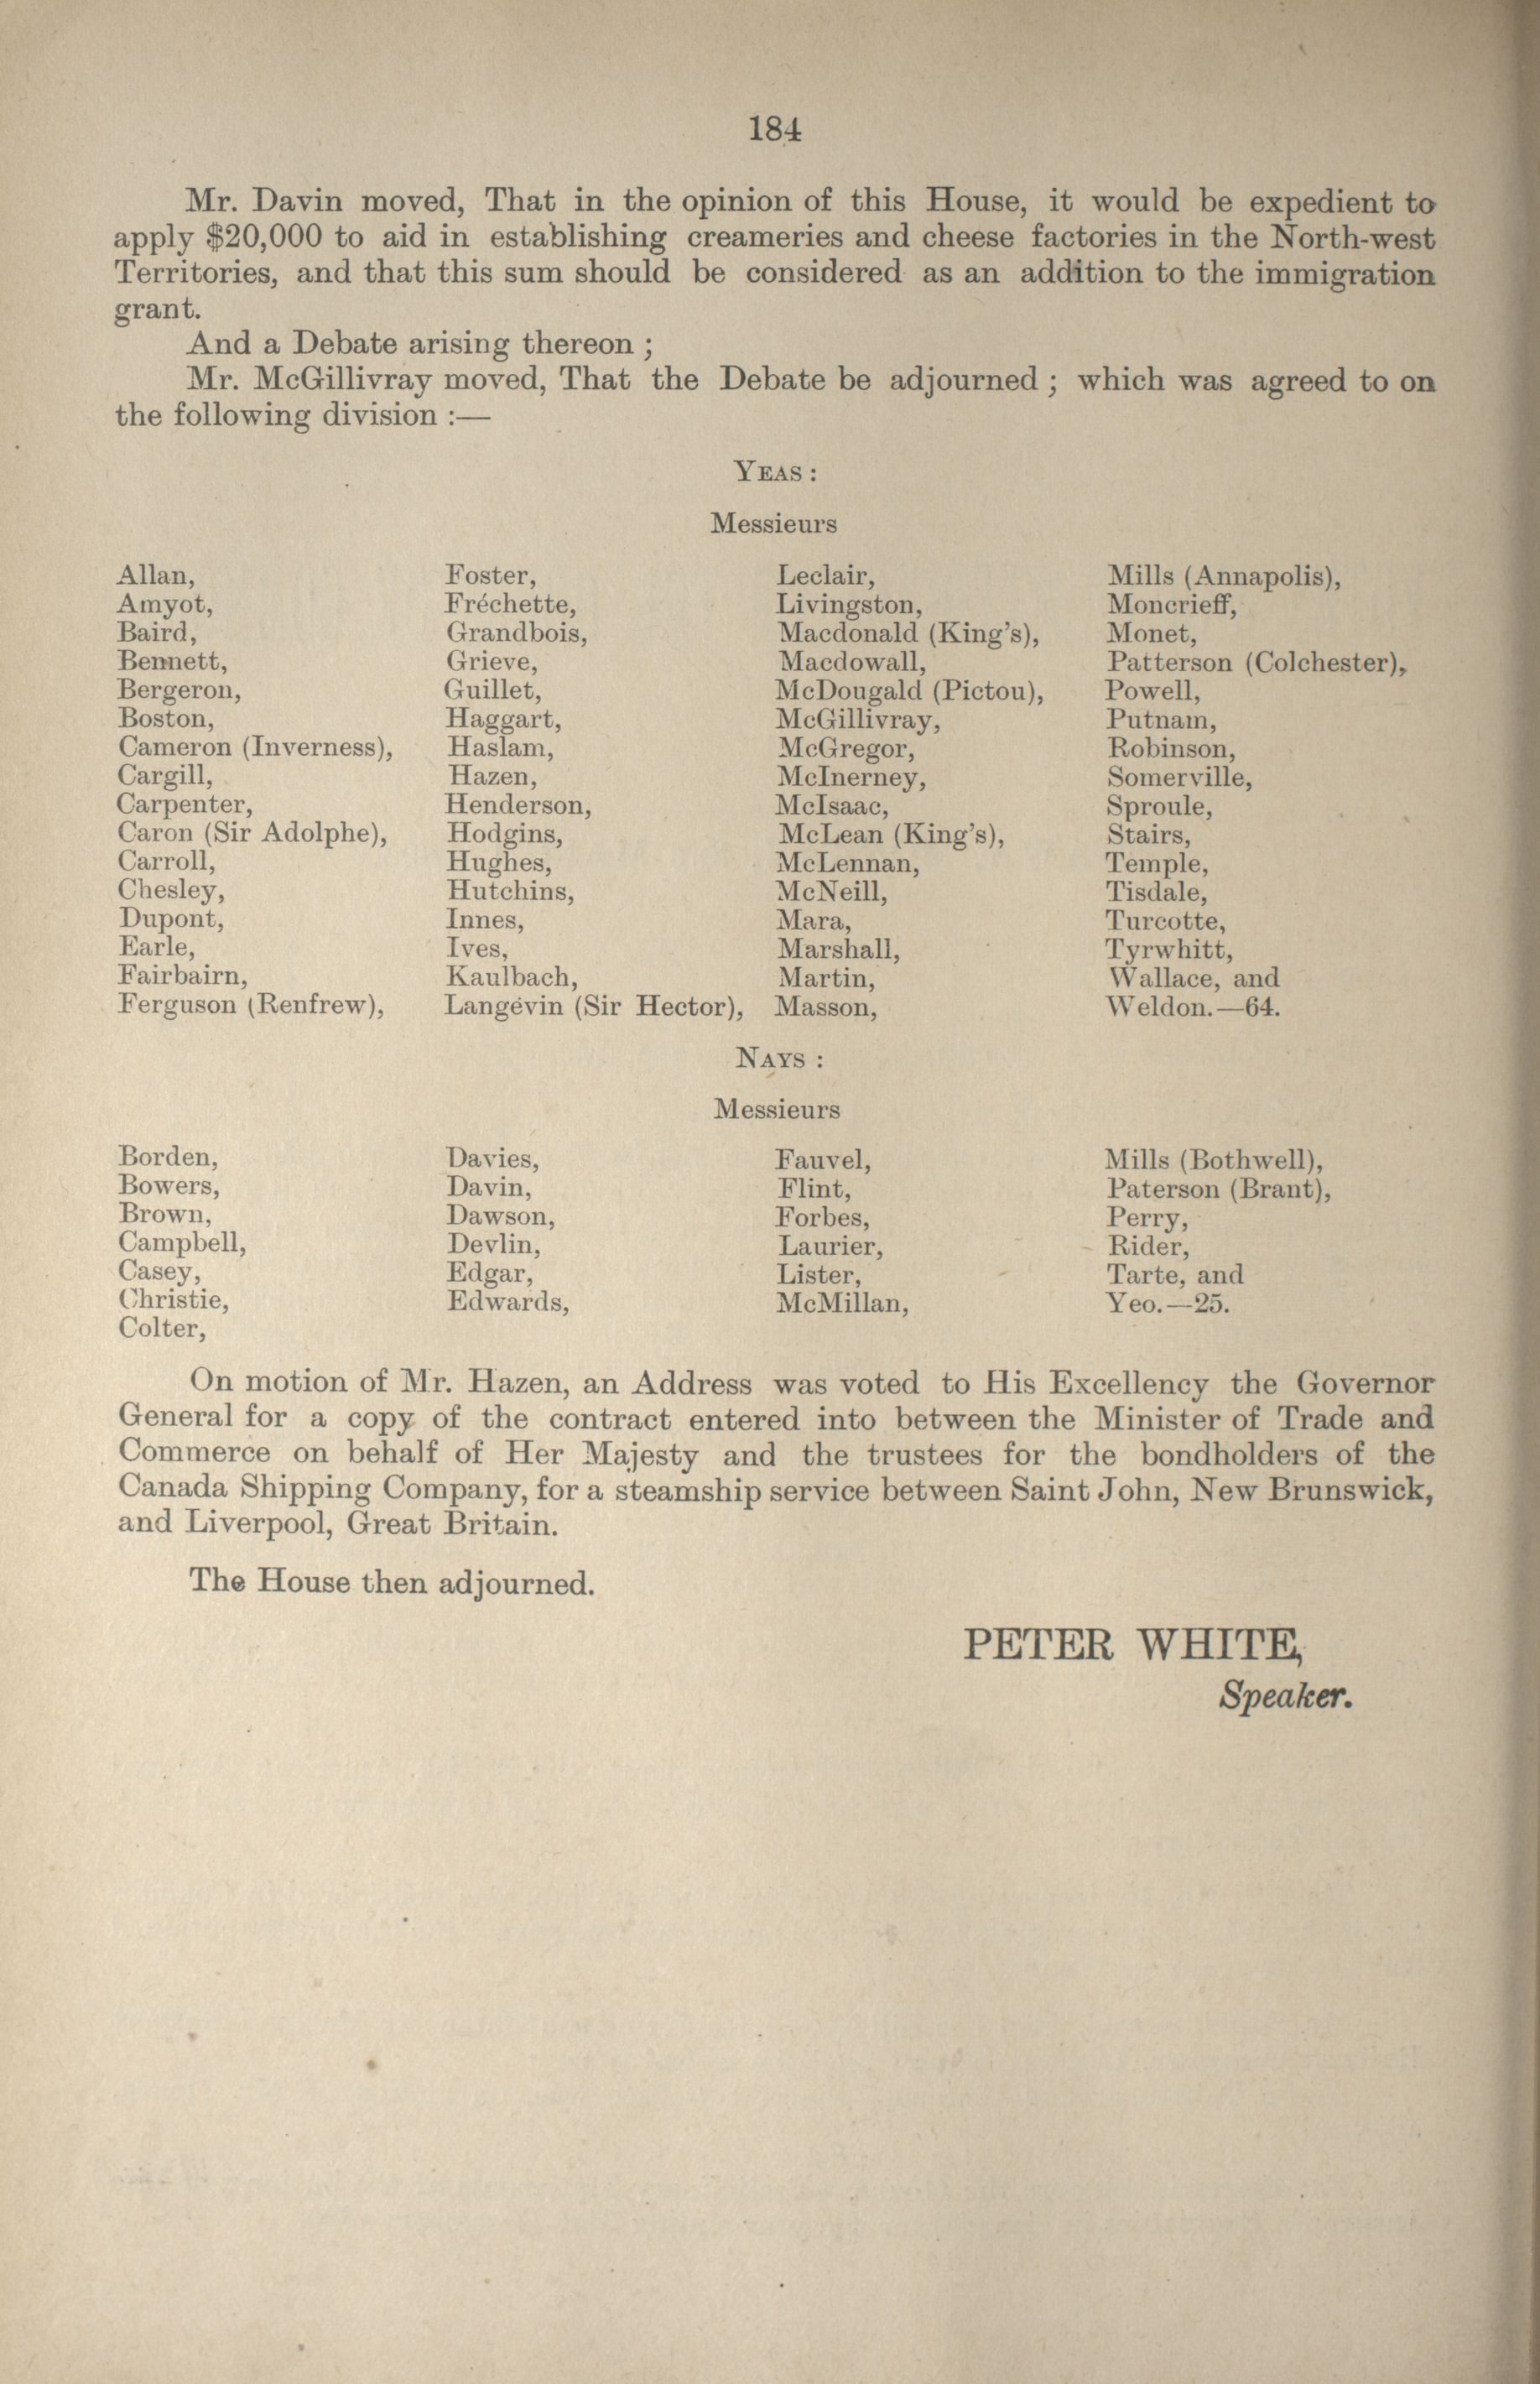 184
Mr. Davin moved, That in the opinion of this House, it would be expedient to
apply $20,000 to aid in establishing creameries and cheese factories in the North-west
Territories, and that this sum should be considered as an addition to the immigration
grant.
And a Debate arising thereon ;
Mr. McGillivray moved, That the Debate be adjourned ; which was agreed to on
the following division :—
YEAS :
Messieurs
Allan,
Amyot,
Baird,
Bennett,
Bergeron,
Boston,
Cameron (Inverness),
Cargill,
Carpenter,
Caron (Sir Adolphe),
Carroll,
Chesley,
Dupont,
Earle,
Fairbairn,
Ferguson (Renfrew),
Foster,
Fréchette,
Grandbois,
Grieve,
Guillet,
Haggart,
Haslam,
Hazen,
Henderson,
Hodgins,
Hughes,
Hutchins,
Innes,
Ives,
Kaulbach,
Langevin (Sir Hector),
Leclair,
Livingston,
Macdonald (King's),
Macdowall,
McDougald (Pictou),
McGillivray,
McGregor,
McInerney,
McIsaac,
McLean (King's),
McLennan,
McNeill,
Mara,
Marshall,
Martin,
Masson,
Mills (Annapolis),
Moncrieff,
Monet,
Patterson (Colchester),
Powell,
Putnam,
Robinson,
Somerville,
Sproule,
Stairs,
Temple,
Tisdale,
Turcotte,
Tyrwhitt,
Wallace, and
Weldon.—64.
NAYS :
Messieurs
Borden,
Bowers,
Brown,
Campbell,
Casey,
Christie,
Colter,
Davies,
Davin,
Dawson,
Devlin,
Edgar,
Edwards,
Fauvel,
Flint,
Forbes,
Laurier,
Lister,
McMillan,
Mills (Bothwell),
Paterson (Brant),
Perry,
Rider,
Tarte, and
Yeo.—25.
On motion of Mr. Hazen, an Address was voted to His Excellency the Governor
General for a copy of the contract entered into between the Minister of Trade and
Commerce on behalf of Her Majesty and the trustees for the bondholders of the
Canada Shipping Company, for a steamship service between Saint John, New Brunswick,
and Liverpool, Great Britain.
The House then adjourned.
PETER WHITE,
Speaker.